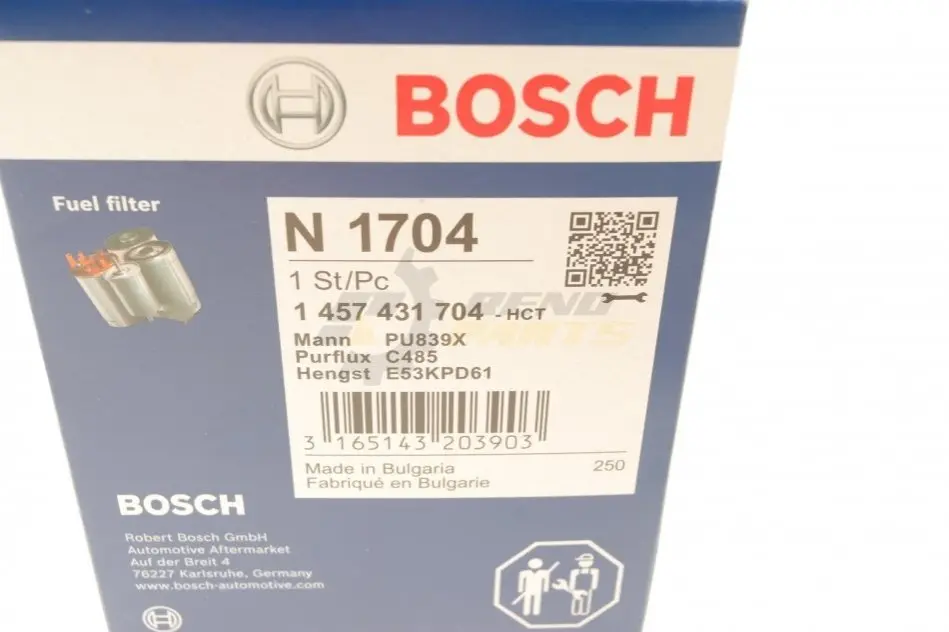 BOSCH
Fuel filter
N 1704
1 St/Pc
1 457 431 704 - HCT
Mann PU839X
Purflux C485
Hengst E53KPD61
3 165143 203903
Made in Bulgaria 250
Fabriqué en Bulgarie
BOSCH
Robert Bosch GmbH
Automotive Aftermarket
Auf der Breit 4
76227 Karlsruhe, Germany
www.bosch-automotive.com